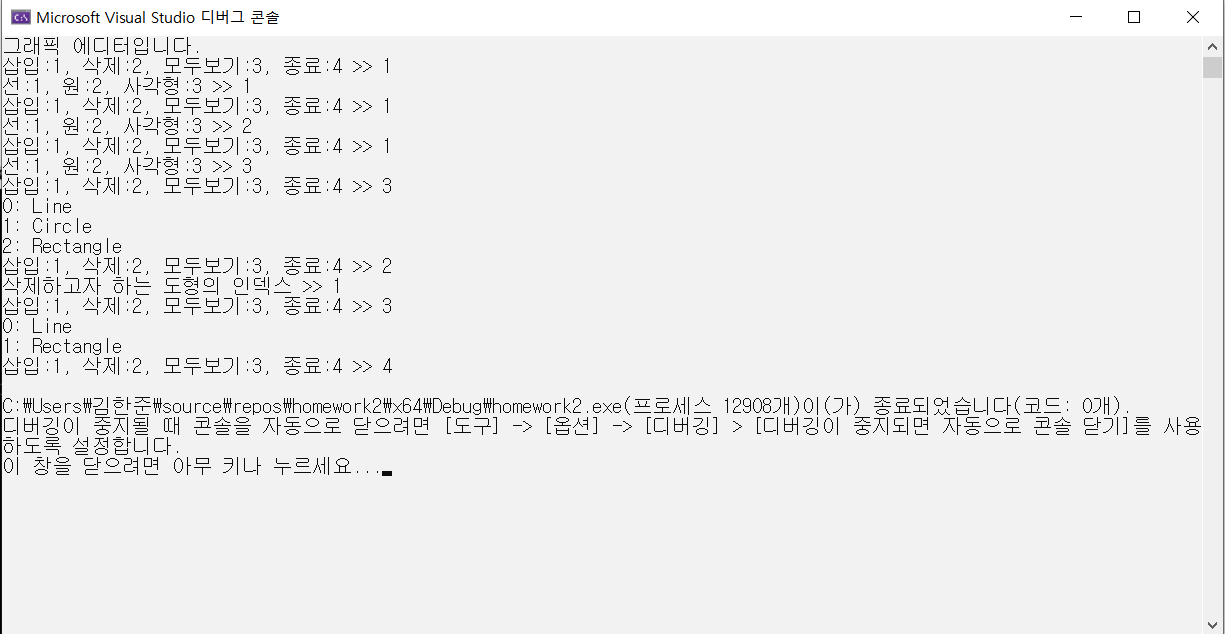 Microsoft Visual Studio 디버그 콘솔
그래픽 에디터입니다.
삽입:1, 삭제:2, 모두보기:3, 종료:4 >> 1
선:1, 원:2, 사각형:3 >> 1
삽입:1, 삭제:2, 모두보기:3, 종료:4 >> 1
선:1, 원:2, 사각형:3 >> 2
삽입:1, 삭제:2, 모두보기:3, 종료:4 >> 1
선:1, 원:2, 사각형:3 >> 3
삽입:1, 삭제:2, 모두보기:3, 종료:4 >> 3
0: Line
1: Circle
2: Rectangle
삽입:1, 삭제:2, 모두보기:3, 종료:4 >> 2
삭제하고자 하는 도형의 인덱스 >> 1
삽입:1, 삭제:2, 모두보기:3, 종료:4 >> 3
0: Line
1: Rectangle
삽입:1, 삭제:2, 모두보기:3, 종료:4 >> 4
C:₩Users₩김한준₩source₩repos₩homework2₩x64₩Debug₩homework2.exe(프로세스 12908개)이(가) 종료되었습니다(코드: 0개).
디버깅이 중지될 때 콘솔을 자동으로 닫으려면 [도구] -> [옵션] -> [디버깅] > [디버깅이 중지되면 자동으로 콘솔 닫기]를 사용
하도록 설정합니다.
이 창을 닫으려면 아무 키나 누르세요...